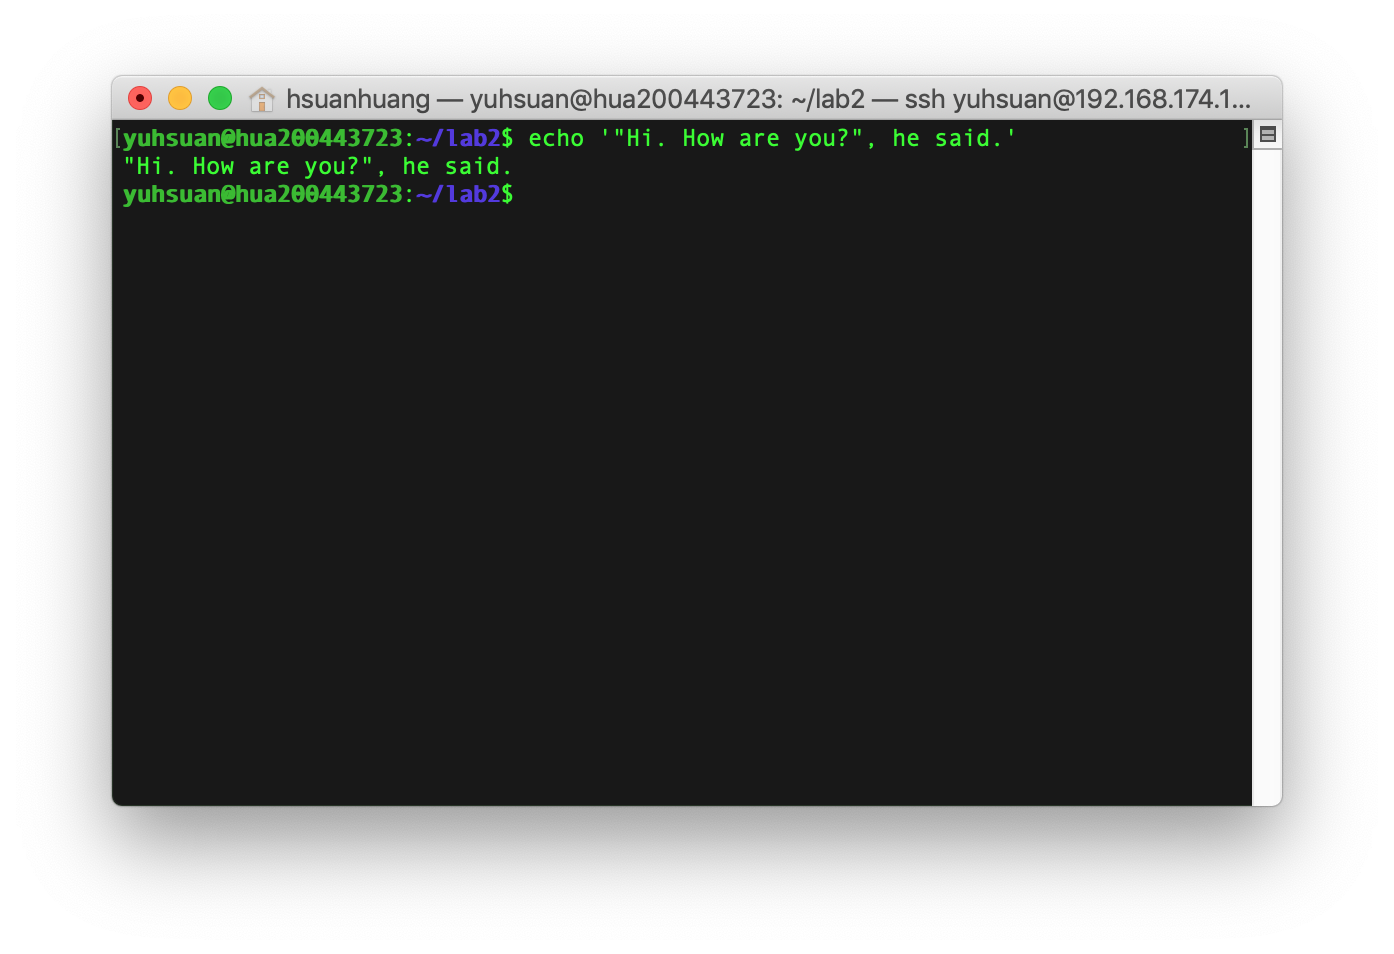 hsuanhuang — yuhsuan@hua200443723: ~/lab2 — ssh yuhsuan@192.168.174.1...
[yuhsuan@hua200443723:~/lab2$ echo '"Hi. How are you?", he said.' ]
"Hi. How are you?", he said.
yuhsuan@hua200443723:~/lab2$